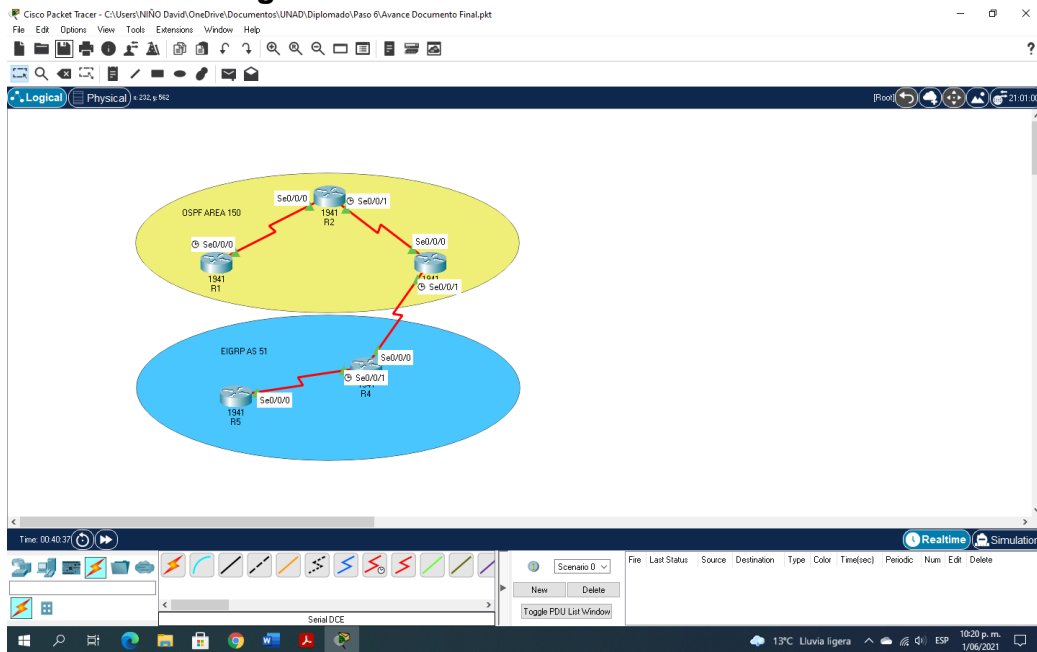 Cisco Packet Tracer - C:\Users\NIÑO David\OneDrive\Documentos\UNAD\Diplomado\Paso 6\Avance Documento Final.pkt
File Edit Options View Tools Extensions Window Help
?
Logical Physical x: 232, y: 562 [Root] 21:01:00
Se0/0/0 Se0/0/1
OSPF AREA 150
1941
R2
Se0/0/0 Se0/0/0
1941
R1
1941
Se0/0/1
EIGRP AS 51
Se0/0/0
Se0/0/1
1941
R4
Se0/0/0
1941
R5
Time: 00:40:37 Realtime Simulation
Scenario 0 Fire Last Status Source Destination Type Color Time(sec) Periodic Num Edit Delete
New Delete
Toggle PDU List Window
Serial DCE
13°C Lluvia ligera ESP 10:20 p. m.
1/06/2021